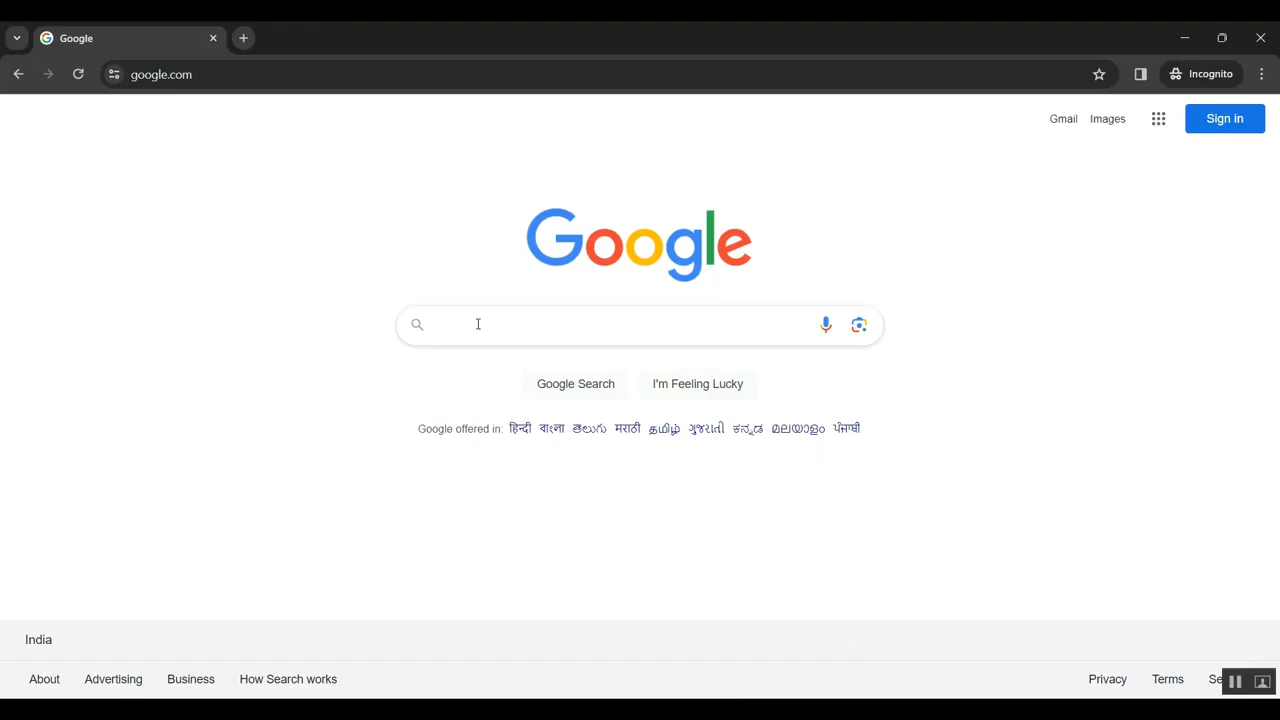 Google
google.com
Incognito
Gmail Images Sign in
Google
Google Search I'm Feeling Lucky
Google offered in: हिन्दी বাংলা తెలుగు मराठी தமிழ் ગુજરાતી ಕನ್ನಡ മലയാളം ਪੰਜਾਬੀ
India
About Advertising Business How Search works Privacy Terms